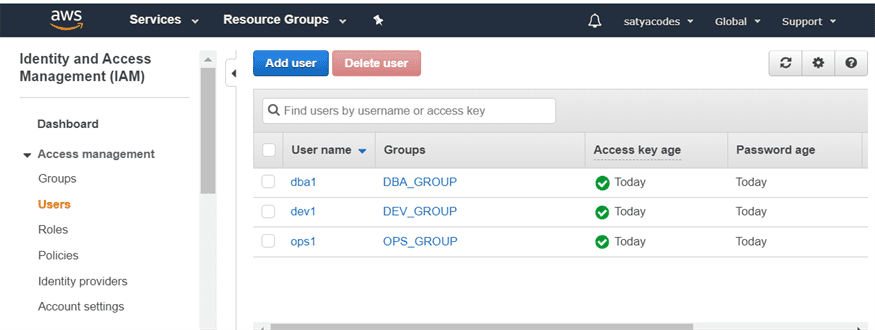 aws Services Resource Groups satyacodes Global Support
Identity and Access
Management (IAM)
Dashboard
Access management
Groups
Users
Roles
Policies
Identity providers
Account settings
Add user Delete user
Find users by username or access key
User name Groups Access key age Password age
dba1 DBA_GROUP Today Today
dev1 DEV_GROUP Today Today
ops1 OPS_GROUP Today Today